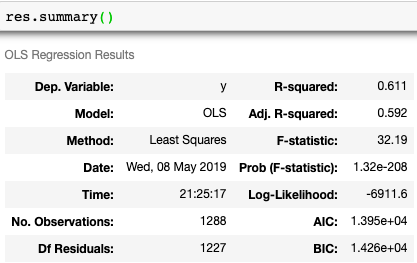 res.summary()
OLS Regression Results
Dep. Variable: y R-squared: 0.611
Model: OLS Adj. R-squared: 0.592
Method: Least Squares F-statistic: 32.19
Date: Wed, 08 May 2019 Prob (F-statistic): 1.32e-208
Time: 21:25:17 Log-Likelihood: -6911.6
No. Observations: 1288 AIC: 1.395e+04
Df Residuals: 1227 BIC: 1.426e+04